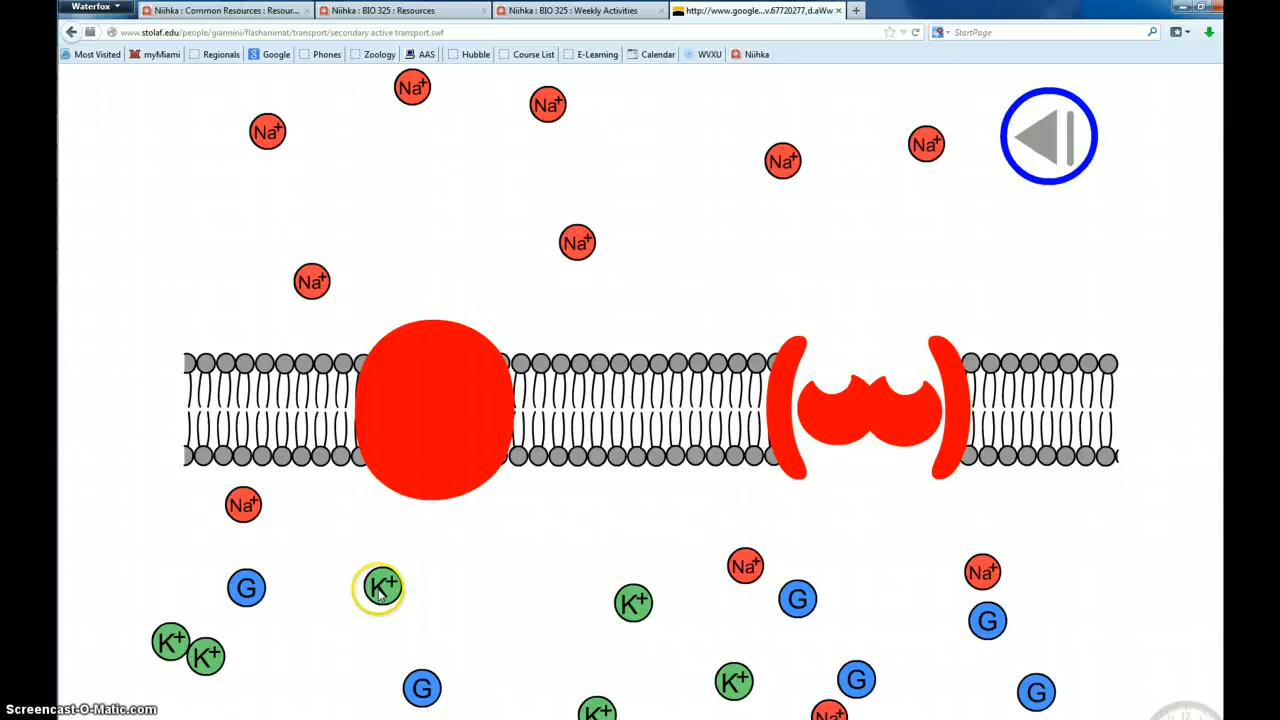 Waterfox
Niihka : Common Resources : Resour...
Niihka : BIO 325 : Resources
Niihka : BIO 325 : Weekly Activities
http://www.google....v.67720277,d.aWw
www.stolaf.edu/people/giannini/flashanimat/transport/secondary active transport.swf
StartPage
Most Visited myMiami Regionals Google Phones Zoology AAS Hubble Course List E-Learning Calendar WVXU Niihka
Na+
Na+
Na+
Na+
Na+
Na+
Na+
Na+
Na+
Na+
G
K+
K+
G
G
K+
K+
G
K+
G
G
K+
Na+
Screencast-O-Matic.com